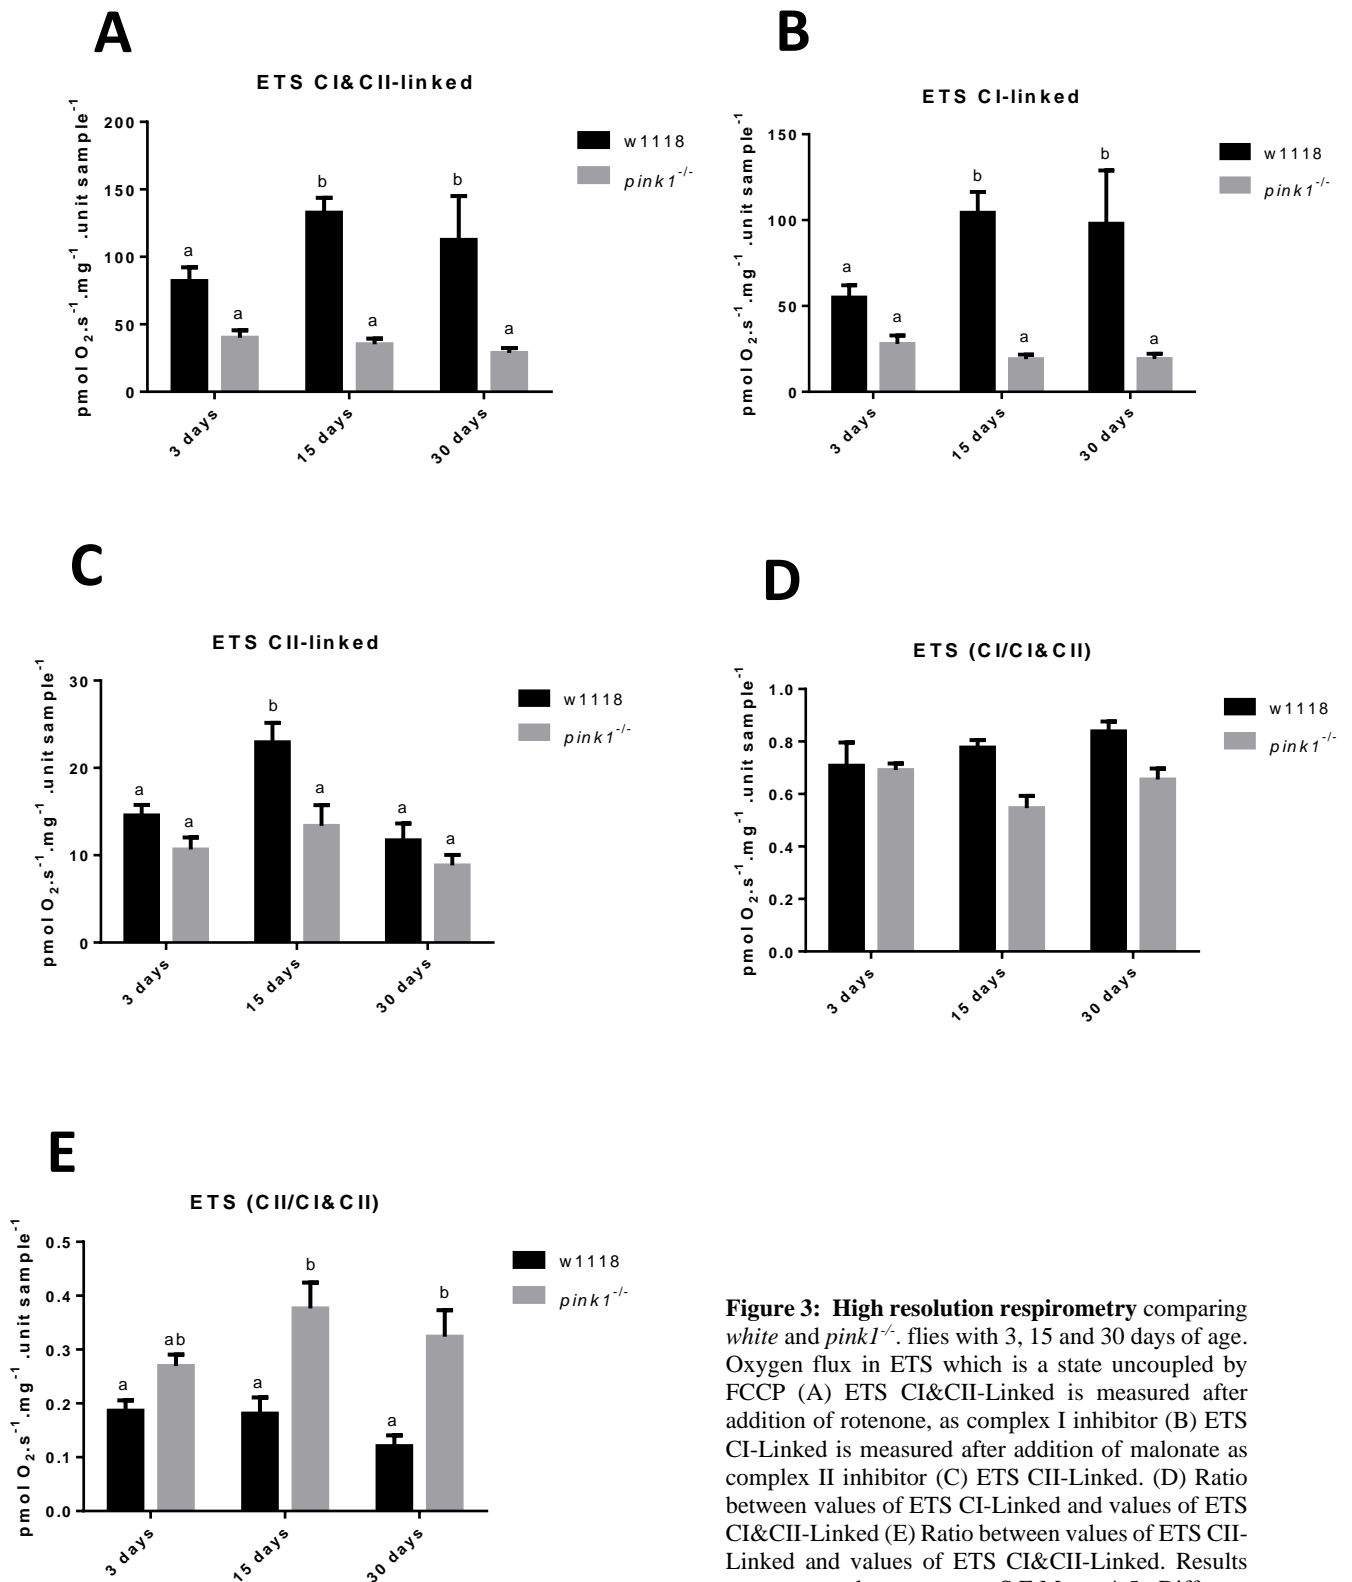 A
ETS CI&CII-linked
pmol O2.s-1.mg-1 .unit sample-1
200
150
100
50
0
a
a
b
a
b
a
3 days
15 days
30 days
w1118
pink1-/-
B
ETS CI-linked
pmol O2.s-1.mg-1 .unit sample-1
150
100
50
0
a
a
b
a
b
a
3 days
15 days
30 days
w1118
pink1-/-
C
ETS CII-linked
pmol O2.s-1.mg-1 .unit sample-1
30
20
10
0
a
a
b
a
a
a
3 days
15 days
30 days
w1118
pink1-/-
D
ETS (CI/CI&CII)
pmol O2.s-1.mg-1 .unit sample-1
1.0
0.8
0.6
0.4
0.2
0.0
3 days
15 days
30 days
w1118
pink1-/-
E
ETS (CII/CI&CII)
pmol O2.s-1.mg-1 .unit sample-1
0.5
0.4
0.3
0.2
0.1
0.0
a
ab
a
b
a
b
3 days
15 days
30 days
w1118
pink1-/-
Figure 3: High resolution respirometry comparing
white and pink1-/-. flies with 3, 15 and 30 days of age.
Oxygen flux in ETS which is a state uncoupled by
FCCP (A) ETS CI&CII-Linked is measured after
addition of rotenone, as complex I inhibitor (B) ETS
CI-Linked is measured after addition of malonate as
complex II inhibitor (C) ETS CII-Linked. (D) Ratio
between values of ETS CI-Linked and values of ETS
CI&CII-Linked (E) Ratio between values of ETS CII-
Linked and values of ETS CI&CII-Linked. Results